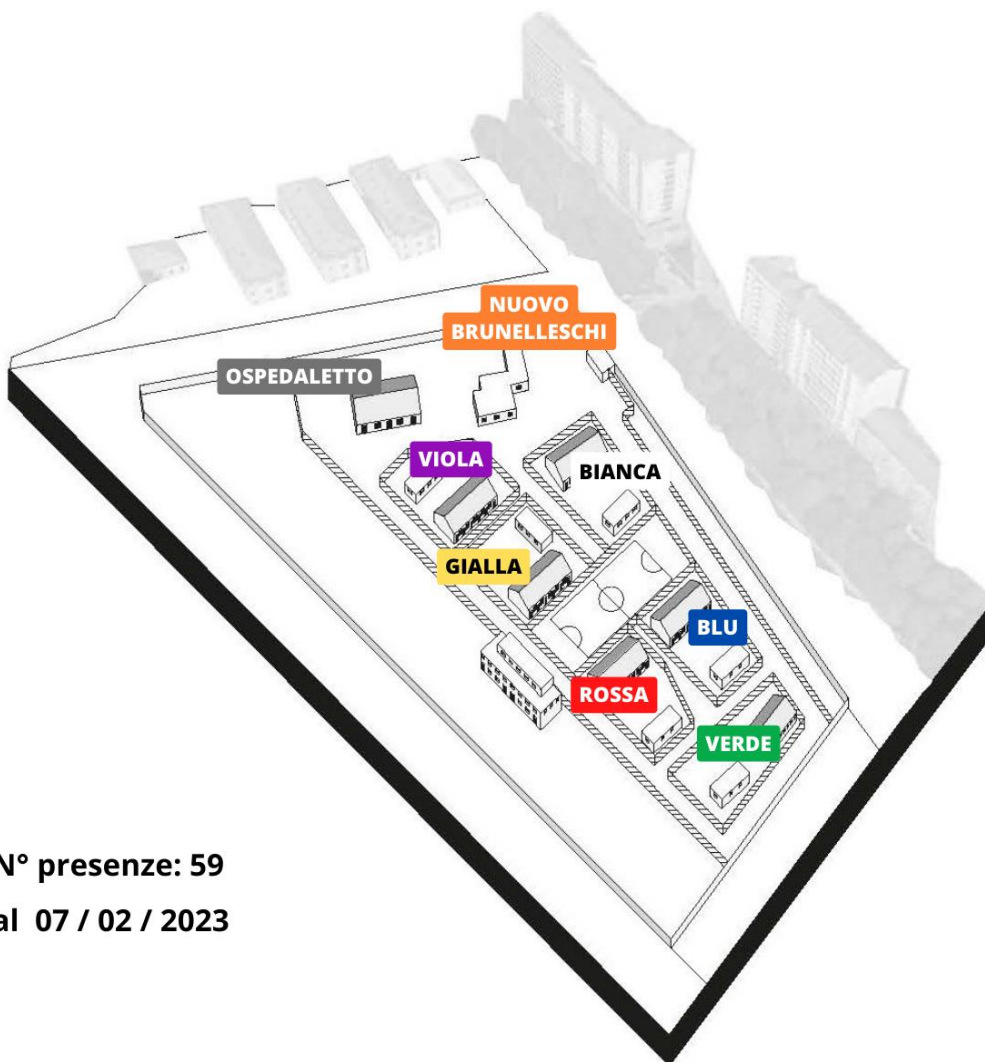 NUOVO
BRUNELLESCHI
OSPEDALETTO
VIOLA
BIANCA
GIALLA
BLU
ROSSA
VERDE
N° presenze: 59
al 07 / 02 / 2023